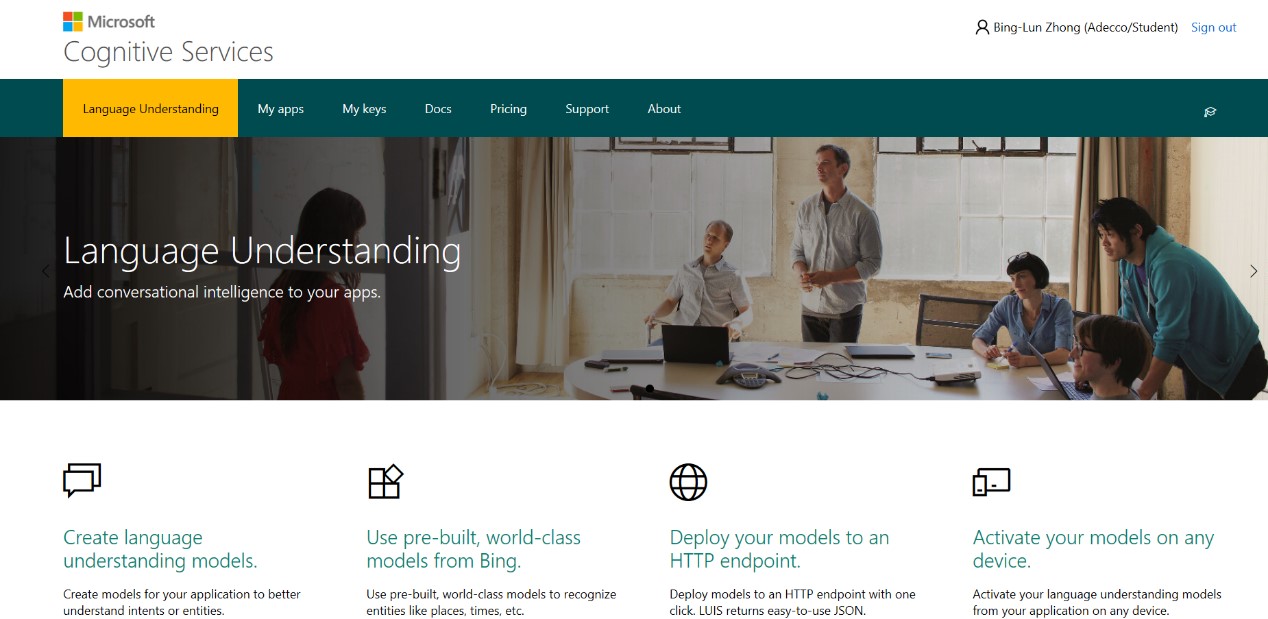 Microsoft
Cognitive Services
Bing-Lun Zhong (Adecco/Student) Sign out
Language Understanding My apps My keys Docs Pricing Support About
Language Understanding
Add conversational intelligence to your apps.
Create language
understanding models.
Create models for your application to better
understand intents or entities.
Use pre-built, world-class
models from Bing.
Use pre-built, world-class models to recognize
entities like places, times, etc.
Deploy your models to an
HTTP endpoint.
Deploy models to an HTTP endpoint with one
click. LUIS returns easy-to-use JSON.
Activate your models on any
device.
Activate your language understanding models
from your application on any device.